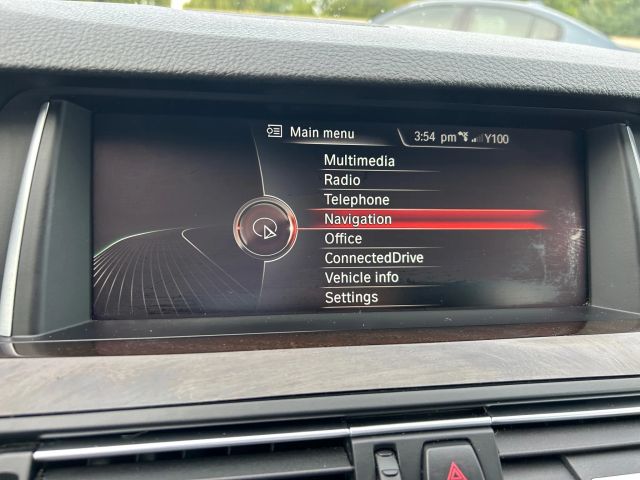 Main menu
3:54 pm Y100
Multimedia
Radio
Telephone
Navigation
Office
ConnectedDrive
Vehicle info
Settings